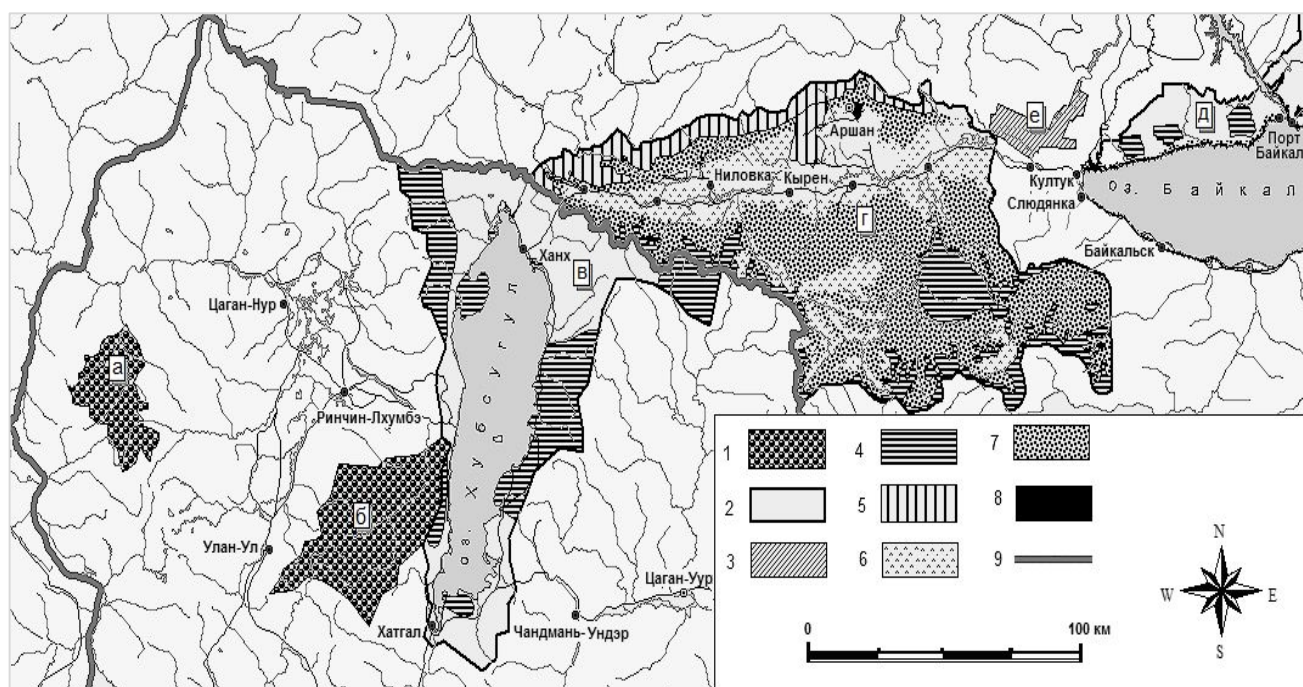 д
е
Аршан
Порт
Байкал
Ниловка
Кырен
Култук
оз. Байкал
Слюдянка
г
Ханх
в
Байкальск
Цаган-Нур
а
Ринчин-Лхумбэ
оз. Хубсугул
б
Улан-Ул
Цаган-Уур
Хатгал
Чандмань-Ундэр
1
4
7
2
5
8
3
6
9
N
W
E
S
0
100 км